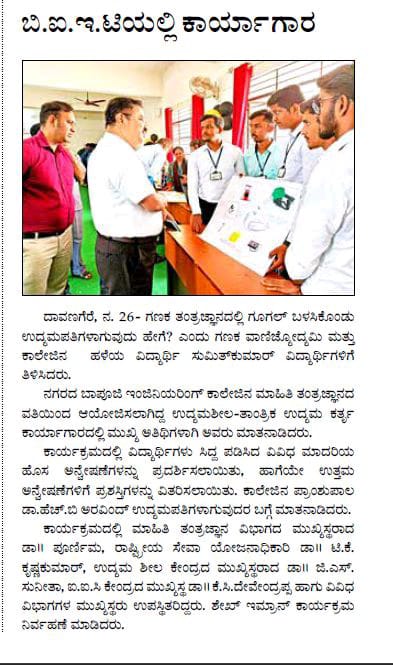 ಬಿ.ಐ.ಇ.ಟಿಯಲ್ಲಿ ಕಾರ್ಯಾಗಾರ
ದಾವಣಗೆರೆ, ನ. 26- ಗಣಕ ತಂತ್ರಜ್ಞಾನದಲ್ಲಿ ಗೂಗಲ್ ಬಳಸಿಕೊಂಡು
ಉದ್ಯಮಪತಿಗಳಾಗುವುದು ಹೇಗೆ? ಎಂದು ಗಣಕ ವಾಣಿಜ್ಯೋದ್ಯಮಿ ಮತ್ತು
ಕಾಲೇಜಿನ ಹಳೆಯ ವಿದ್ಯಾರ್ಥಿ ಸುಮಿತ್‌ಕುಮಾರ್ ವಿದ್ಯಾರ್ಥಿಗಳಿಗೆ
ತಿಳಿಸಿದರು.
ನಗರದ ಬಾಪೂಜಿ ಇಂಜಿನಿಯರಿಂಗ್ ಕಾಲೇಜಿನ ಮಾಹಿತಿ ತಂತ್ರಜ್ಞಾನದ
ವತಿಯಿಂದ ಆಯೋಜಿಸಲಾಗಿದ್ದ ಉದ್ಯಮಶೀಲ-ತಾಂತ್ರಿಕ ಉದ್ಯಮ ಕರ್ತೃ
ಕಾರ್ಯಾಗಾರದಲ್ಲಿ ಮುಖ್ಯ ಅತಿಥಿಗಳಾಗಿ ಅವರು ಮಾತನಾಡಿದರು.
ಕಾರ್ಯಕ್ರಮದಲ್ಲಿ ವಿದ್ಯಾರ್ಥಿಗಳು ಸಿದ್ದ ಪಡಿಸಿದ ವಿವಿಧ ಮಾದರಿಯ
ಹೊಸ ಅನ್ವೇಷಣೆಗಳನ್ನು ಪ್ರದರ್ಶಿಸಲಾಯಿತು, ಹಾಗೆಯೇ ಉತ್ತಮ
ಅನ್ವೇಷಣೆಗಳಿಗೆ ಪ್ರಶಸ್ತಿಗಳನ್ನು ವಿತರಿಸಲಾಯಿತು. ಕಾಲೇಜಿನ ಪ್ರಾಂಶುಪಾಲ
ಡಾ.ಹೆಚ್.ಬಿ ಅರವಿಂದ್ ಉದ್ಯಮಪತಿಗಳಾಗುವುದರ ಬಗ್ಗೆ ಮಾತನಾಡಿದರು.
ಕಾರ್ಯಕ್ರಮದಲ್ಲಿ ಮಾಹಿತಿ ತಂತ್ರಜ್ಞಾನ ವಿಭಾಗದ ಮುಖ್ಯಸ್ಥರಾದ
ಡಾ॥ ಪೂರ್ಣಿಮ, ರಾಷ್ಟ್ರೀಯ ಸೇವಾ ಯೋಜನಾಧಿಕಾರಿ ಡಾ॥ ಟಿ.ಕೆ.
ಕೃಷ್ಣಕುಮಾರ್, ಉದ್ಯಮ ಶೀಲ ಕೇಂದ್ರದ ಮುಖ್ಯಸ್ಥರಾದ ಡಾ॥ ಜಿ.ಎಸ್.
ಸುನೀತಾ, ಐ.ಐ.ಸಿ ಕೇಂದ್ರದ ಮುಖ್ಯಸ್ಥ ಡಾ॥ ಕೆ.ಸಿ.ದೇವೇಂದ್ರಪ್ಪ ಹಾಗು ವಿವಿಧ
ವಿಭಾಗಗಳ ಮುಖ್ಯಸ್ಥರು ಉಪಸ್ಥಿತರಿದ್ದರು. ಶೇಖ್ ಇಮ್ರಾನ್ ಕಾರ್ಯಕ್ರಮ
ನಿರ್ವಹಣೆ ಮಾಡಿದರು.